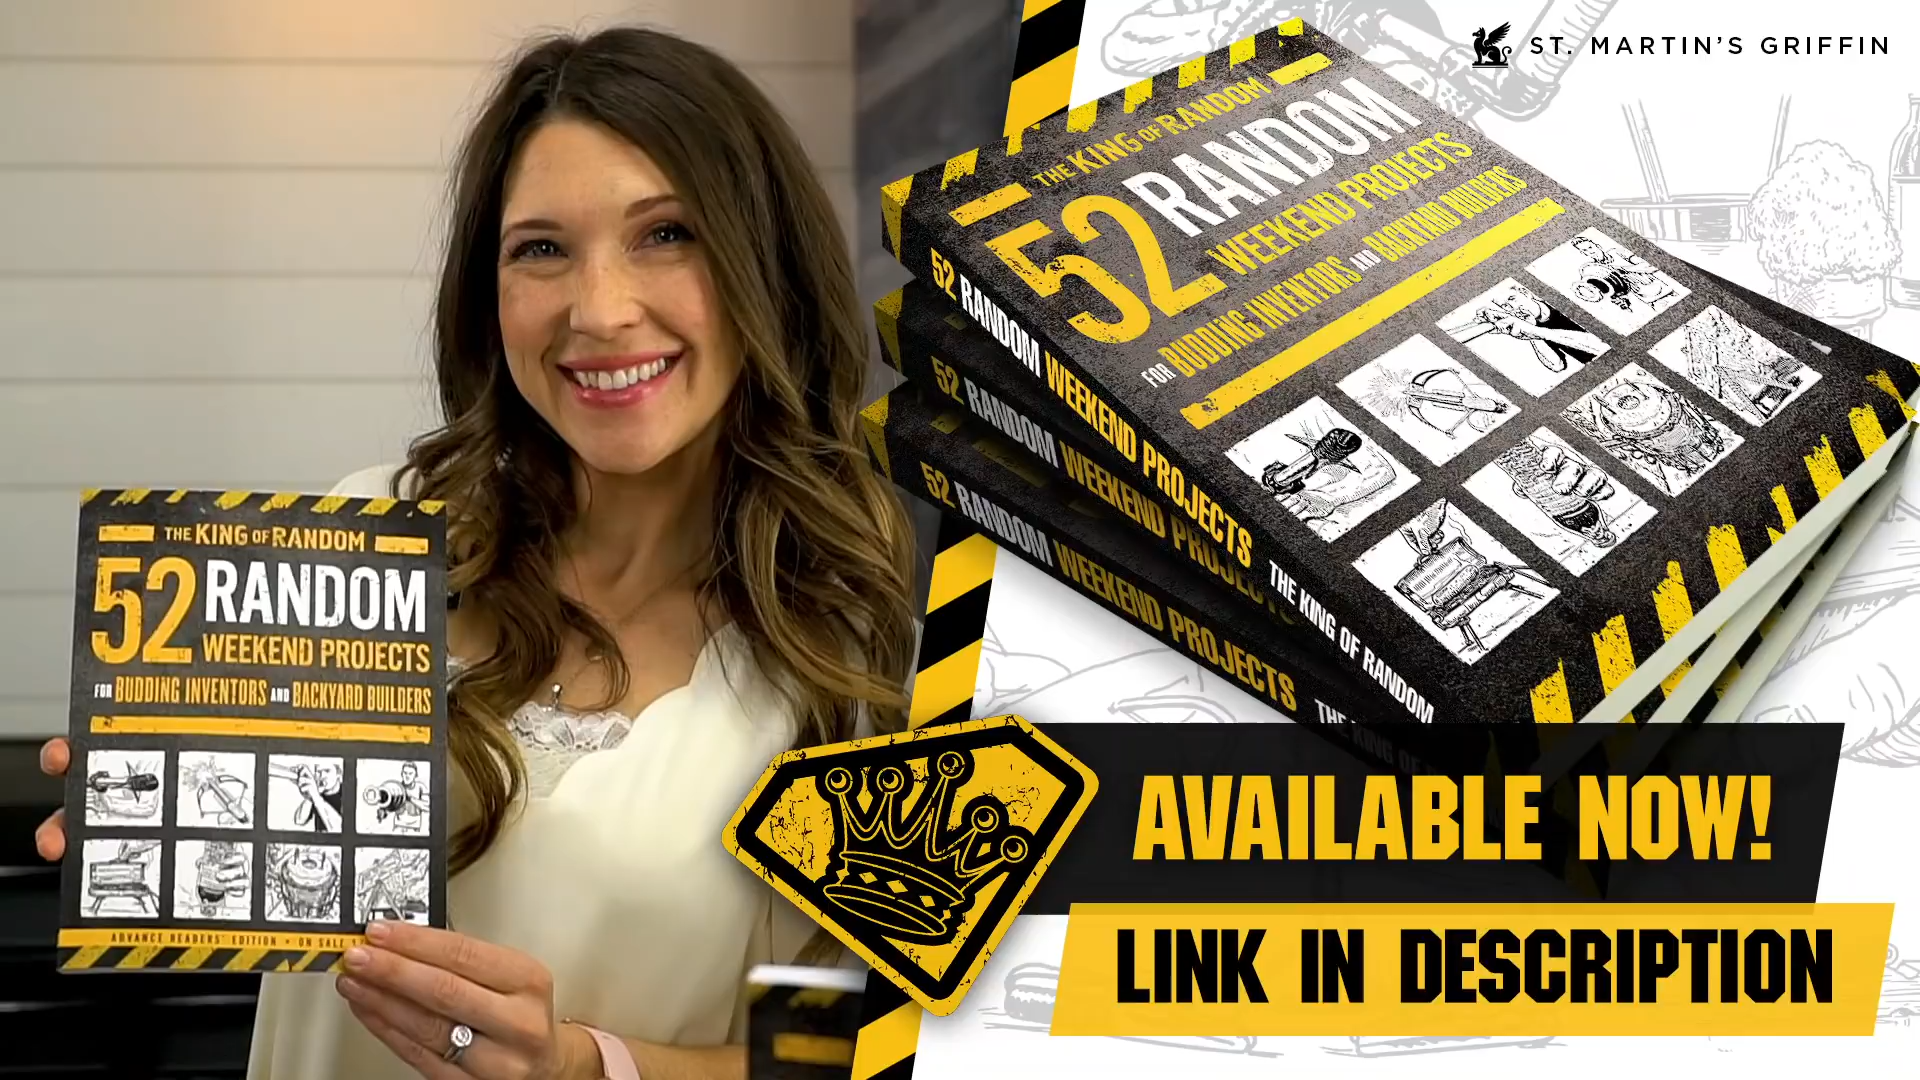 THE KING OF RANDOM
52 RANDOM
WEEKEND PROJECTS
FOR BUDDING INVENTORS AND BACKYARD BUILDERS
ADVANCE READERS' EDITION • ON SALE
ST. MARTIN'S GRIFFIN
THE KING OF RANDOM
52 RANDOM
WEEKEND PROJECTS
FOR BUDDING INVENTORS AND BACKYARD BUILDERS
52 RANDOM WEEKEND PROJECTS THE KING OF RANDOM
52 RANDOM WEEKEND PROJECTS
52 RANDOM WEEKEND PROJECTS THE KING OF
AVAILABLE NOW!
LINK IN DESCRIPTION